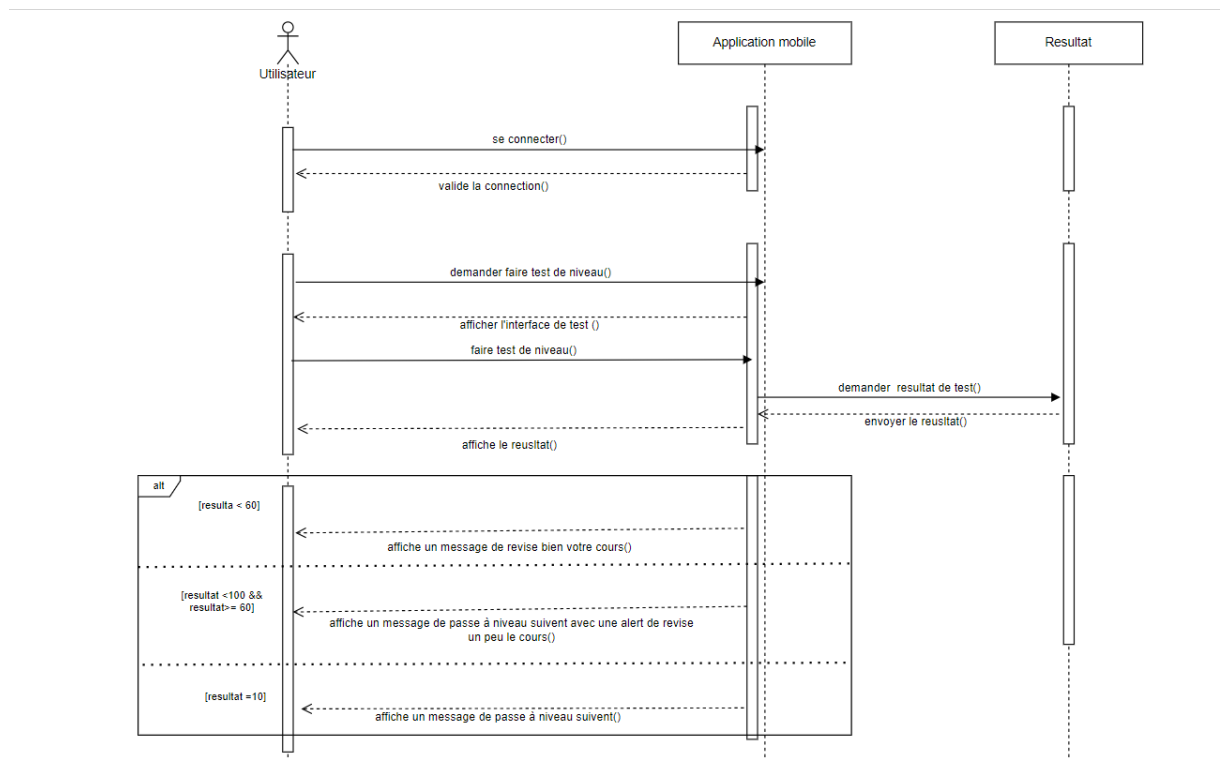 Utilisateur
Application mobile
Resultat
se connecter()
valide la connection()
demander faire test de niveau()
afficher l'interface de test ()
faire test de niveau()
demander  resultat de test()
envoyer le reusltat()
affiche le reusltat()
alt
[resulta < 60]
affiche un message de revise bien votre cours()
[resultat <100 &&
resultat>= 60]
affiche un message de passe à niveau suivent avec une alert de revise
un peu le cours()
[resultat =10]
affiche un message de passe à niveau suivent()